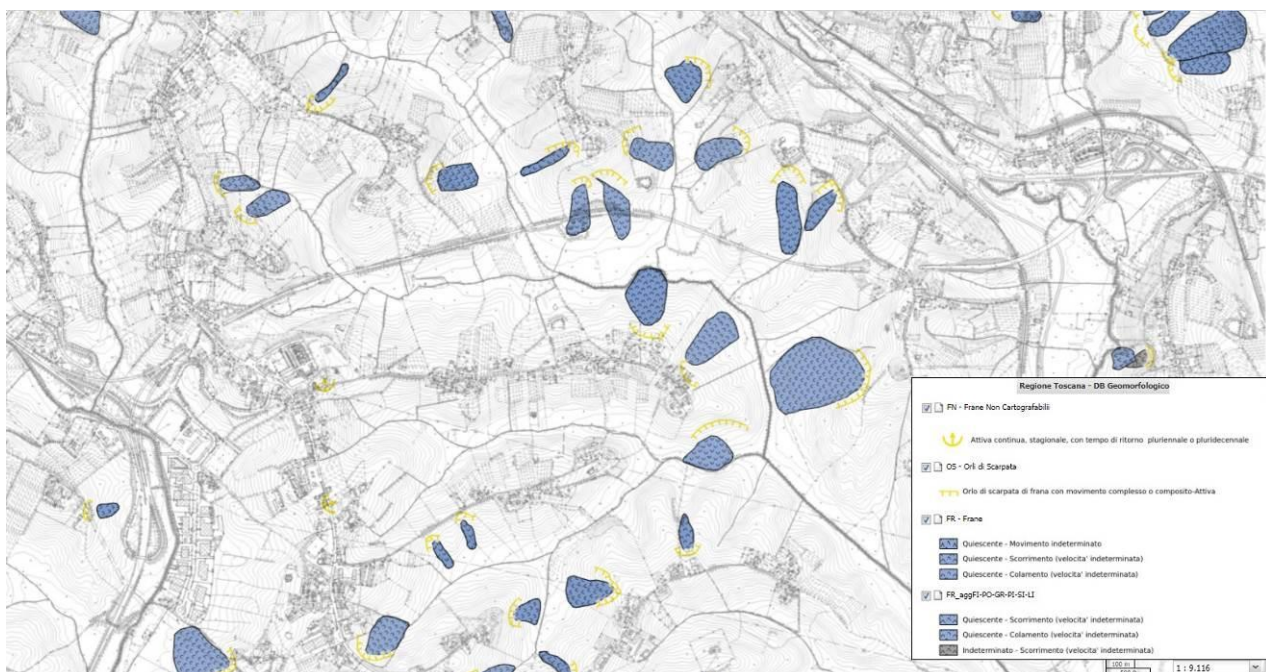 Regione Toscana - DB Geomorfologico
FN - Frane Non Cartografabili
Attiva continua, stagionale, con tempo di ritorno pluriennale o pluridecennale
OS - Orli di Scarpata
Orlo di scarpata di frana con movimento complesso o composito-Attiva
FR - Frane
Quiescente - Movimento indeterminato
Quiescente - Scorrimento (velocita' indeterminata)
Quiescente - Colamento (velocita' indeterminata)
FR_aggFI-PO-GR-PI-SI-LI
Quiescente - Scorrimento (velocita' indeterminata)
Quiescente - Colamento (velocita' indeterminata)
Indeterminato - Scorrimento (velocita' indeterminata)
100 m
1 : 9.116